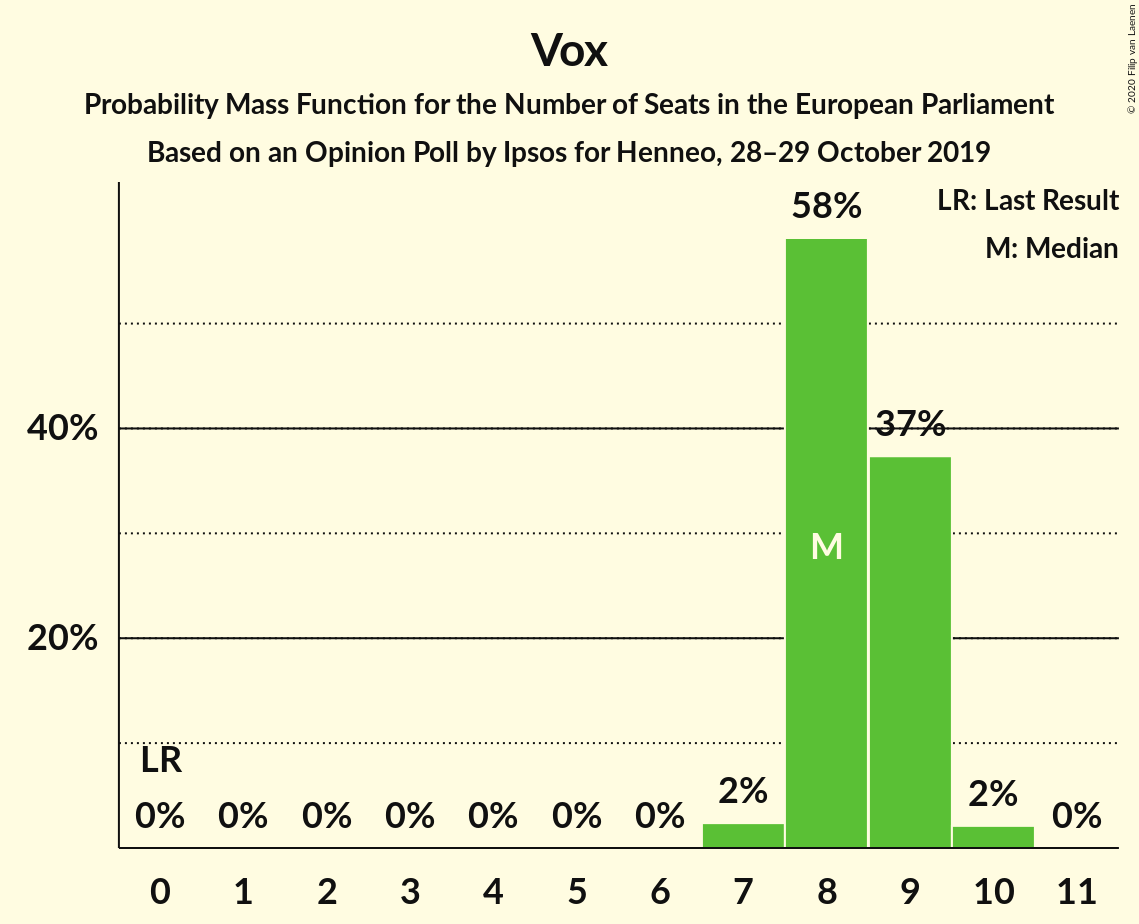 Vox
Probability Mass Function for the Number of Seats in the European Parliament
Based on an Opinion Poll by Ipsos for Henneo, 28–29 October 2019
© 2020 Filip van Laenen
LR: Last Result
M: Median
58%
40%
37%
M
20%
LR
0% 0% 0% 0% 0% 0% 0% 2% 2% 0%
0 1 2 3 4 5 6 7 8 9 10 11